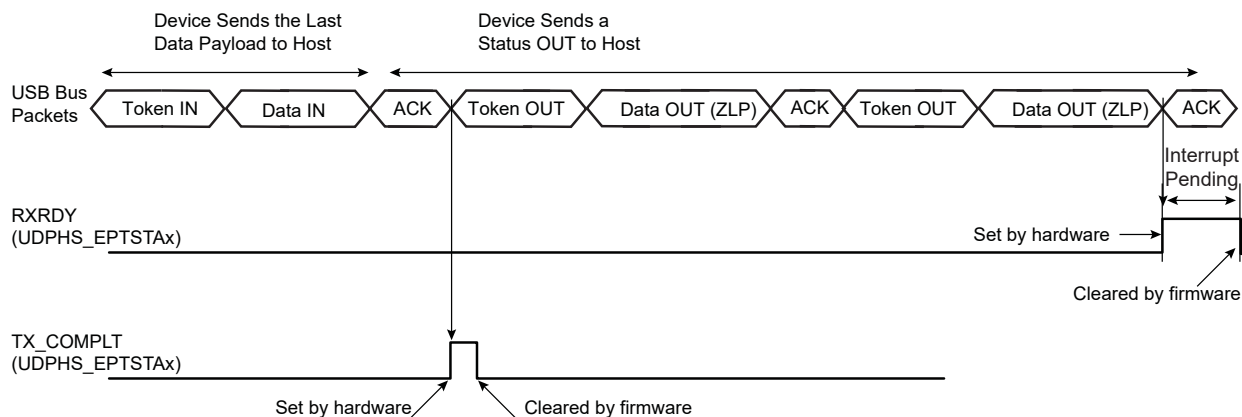 Device Sends the Last
Data Payload to Host
Device Sends a
Status OUT to Host
USB Bus
Packets
Token IN
Data IN
ACK
Token OUT
Data OUT (ZLP)
ACK
Token OUT
Data OUT (ZLP)
ACK
Interrupt
Pending
RXRDY
(UDPHS_EPTSTAx)
Set by hardware
Cleared by firmware
TX_COMPLT
(UDPHS_EPTSTAx)
Set by hardware
Cleared by firmware